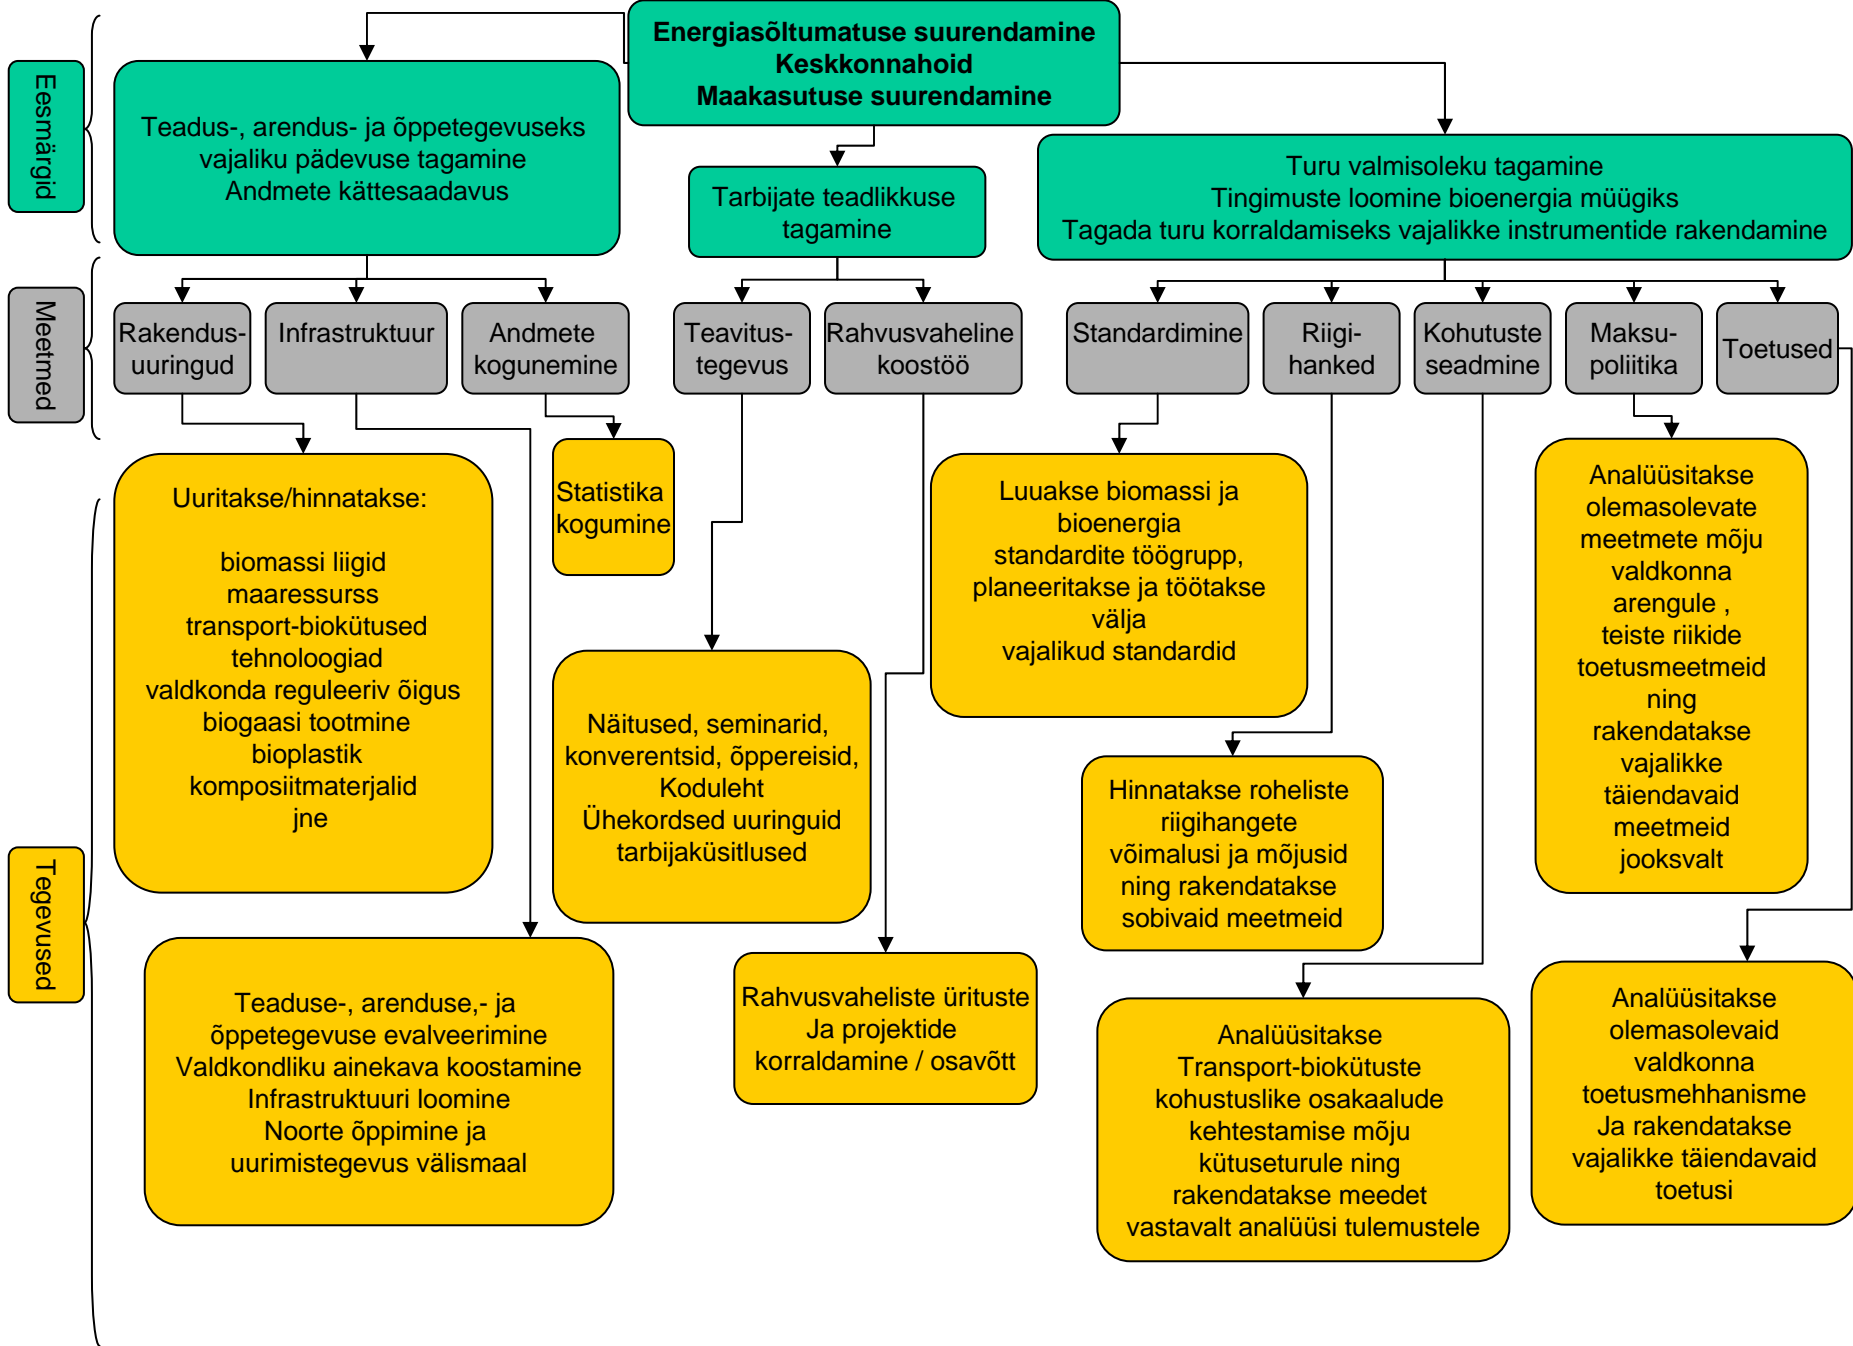 Energiasõltumatuse suurendamine
Keskkonnahoid
Maakasutuse suurendamine
Eesmärgid
Teadus-, arendus- ja õppetegevuseks
vajaliku pädevuse tagamine
Andmete kättesaadavus
Tarbijate teadlikkuse
tagamine
Turu valmisoleku tagamine
Tingimuste loomine bioenergia müügiks
Tagada turu korraldamiseks vajalikke instrumentide rakendamine
Meetmed
Rakendus-
uuringud
Infrastruktuur
Andmete
kogunemine
Teavitus-
tegevus
Rahvusvaheline
koostöö
Standardimine
Riigi-
hanked
Kohutuste
seadmine
Maksu-
poliitika
Toetused
Tegevused
Uuritakse/hinnatakse:
biomassi liigid
maaressurss
transport-biokütused
tehnoloogiad
valdkonda reguleeriv õigus
biogaasi tootmine
bioplastik
komposiitmaterjalid
jne
Statistika
kogumine
Näitused, seminarid,
konverentsid, õppereisid,
Koduleht
Ühekordsed uuringuid
tarbijaküsitlused
Luuakse biomassi ja
bioenergia
standardite töögrupp,
planeeritakse ja töötakse
välja
vajalikud standardid
Analüüsitakse
olemasolevate
meetmete mõju
valdkonna
arengule ,
teiste riikide
toetusmeetmeid
ning
rakendatakse
vajalikke
täiendavaid
meetmeid
jooksvalt
Hinnatakse roheliste
riigihangete
võimalusi ja mõjusid
ning rakendatakse
sobivaid meetmeid
Teaduse-, arenduse,- ja
õppetegevuse evalveerimine
Valdkondliku ainekava koostamine
Infrastruktuuri loomine
Noorte õppimine ja
uurimistegevus välismaal
Rahvusvaheliste ürituste
Ja projektide
korraldamine / osavõtt
Analüüsitakse
Transport-biokütuste
kohustuslike osakaalude
kehtestamise mõju
kütuseturule ning
rakendatakse meedet
vastavalt analüüsi tulemustele
Analüüsitakse
olemasolevaid
valdkonna
toetusmehhanisme
Ja rakendatakse
vajalikke täiendavaid
toetusi